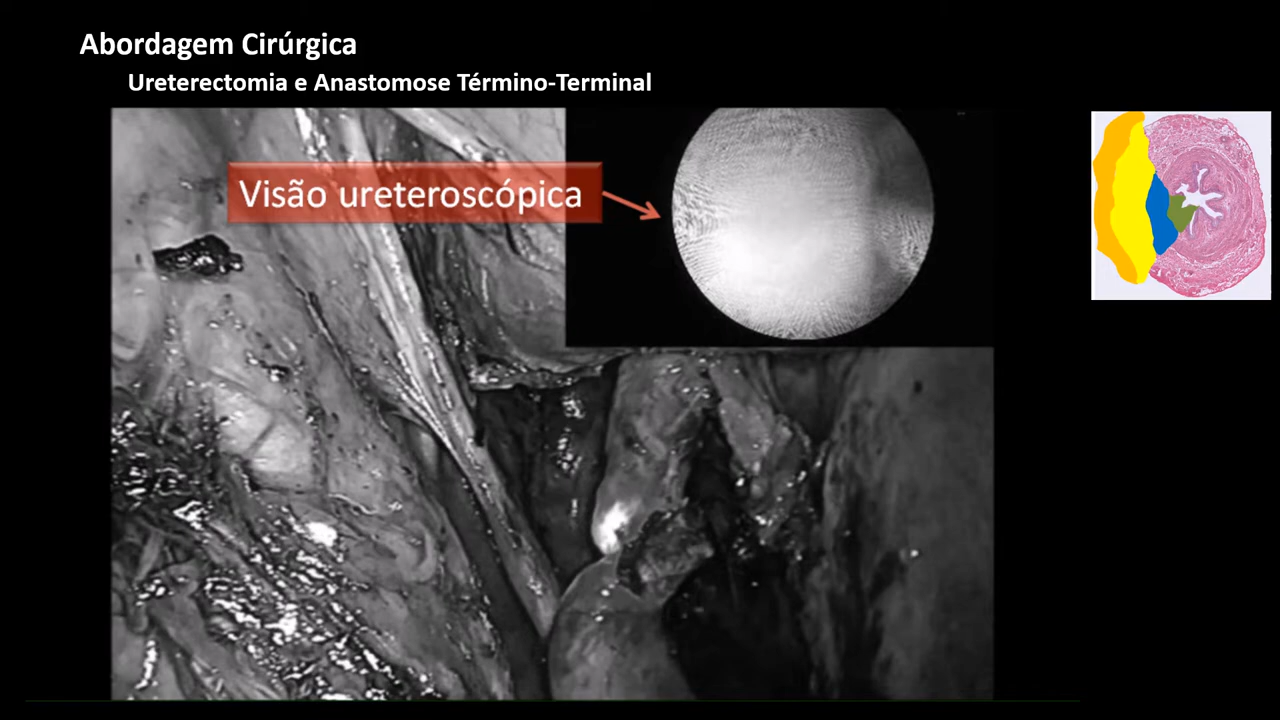 Abordagem Cirúrgica
Ureterectomia e Anastomose Término-Terminal
Visão ureteroscópica